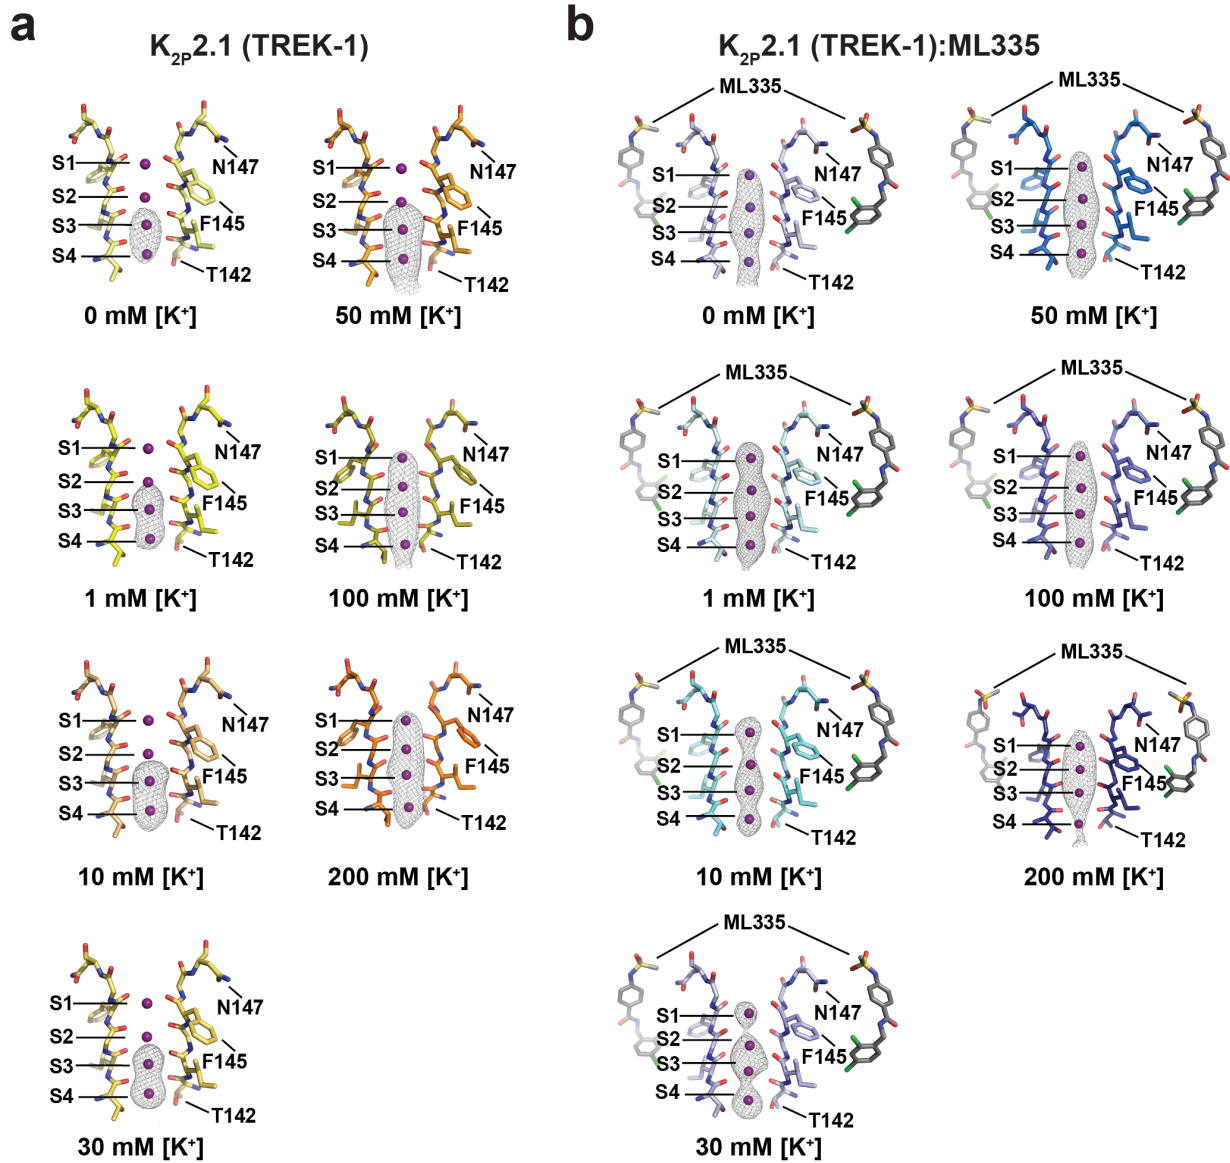 a
K2P2.1 (TREK-1)
S1
S2
S3
S4
N147
F145
T142
0 mM [K+]
S1
S2
S3
S4
N147
F145
T142
50 mM [K+]
S1
S2
S3
S4
N147
F145
T142
1 mM [K+]
S1
S2
S3
S4
N147
F145
T142
100 mM [K+]
S1
S2
S3
S4
N147
F145
T142
10 mM [K+]
S1
S2
S3
S4
N147
F145
T142
200 mM [K+]
S1
S2
S3
S4
N147
F145
T142
30 mM [K+]
b
K2P2.1 (TREK-1):ML335
ML335
S1
S2
S3
S4
N147
F145
T142
0 mM [K+]
ML335
S1
S2
S3
S4
N147
F145
T142
50 mM [K+]
ML335
S1
S2
S3
S4
N147
F145
T142
1 mM [K+]
ML335
S1
S2
S3
S4
N147
F145
T142
100 mM [K+]
ML335
S1
S2
S3
S4
N147
F145
T142
10 mM [K+]
ML335
S1
S2
S3
S4
N147
F145
T142
200 mM [K+]
ML335
S1
S2
S3
S4
N147
F145
T142
30 mM [K+]